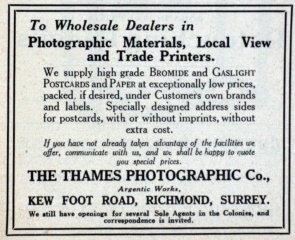 To Wholesale Dealers in
Photographic Materials, Local View
and Trade Printers.
We supply high grade BROMIDE and GASLIGHT
POSTCARDS and PAPER at exceptionally low prices,
packed, if desired, under Customers own brands
and labels. Specially designed address sides
for postcards, with or without imprints, without
extra cost.
If you have not already taken advantage of the facilities we
offer, communicate with us, and we shall be happy to quote
you special prices.
THE THAMES PHOTOGRAPHIC Co.,
Argentic Works,
KEW FOOT ROAD, RICHMOND, SURREY.
We still have openings for several Sole Agents in the Colonies, and
correspondence is invited.